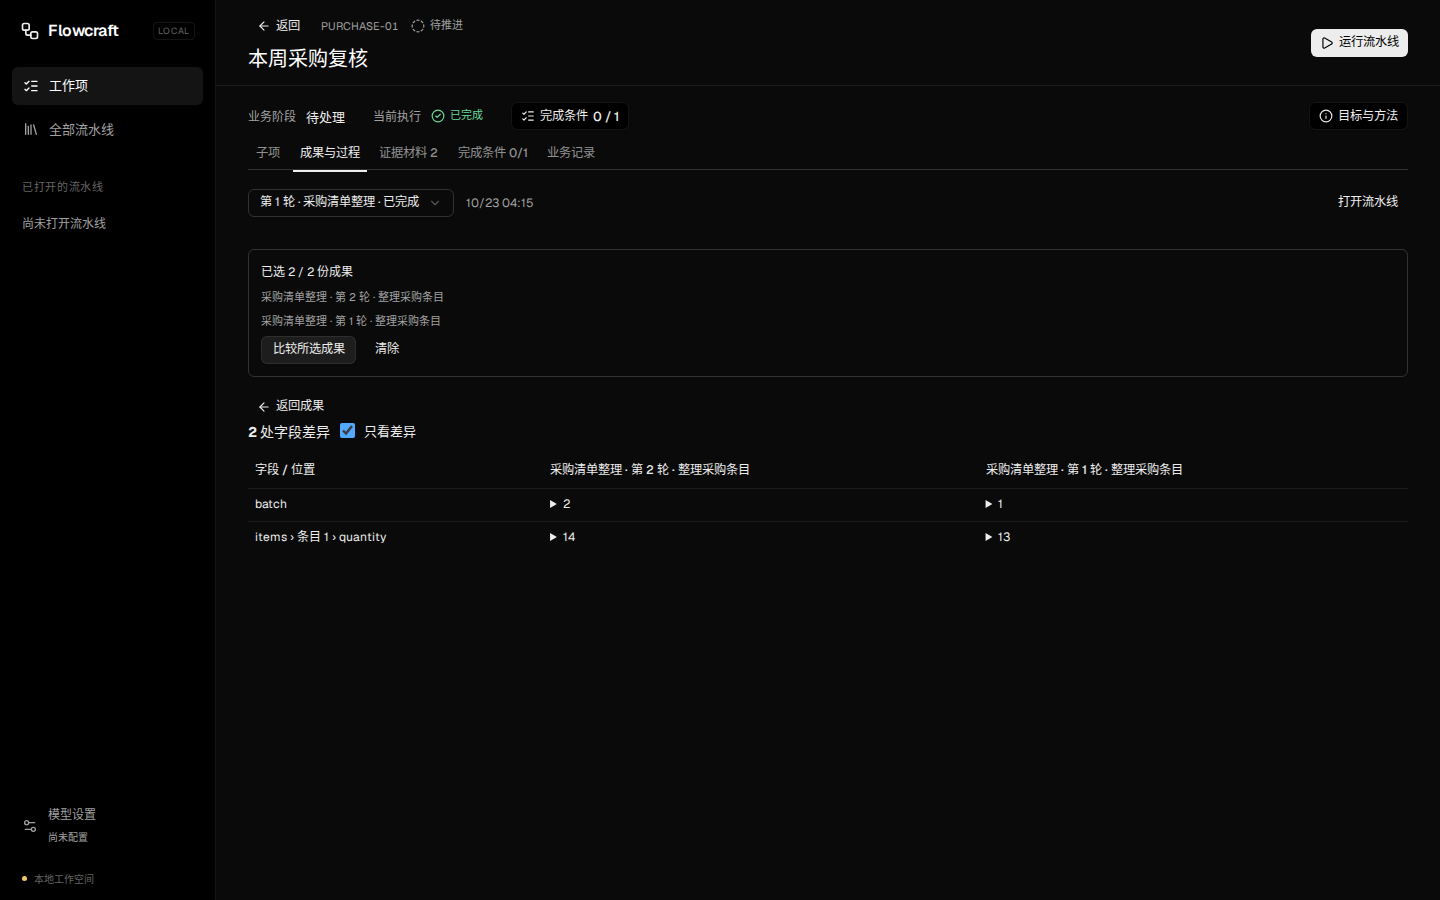 Flowcraft LOCAL
工作项
全部流水线
已打开的流水线
尚未打开流水线
模型设置
尚未配置
本地工作空间
返回 PURCHASE-01 待推进
本周采购复核
运行流水线
业务阶段 待处理 当前执行 已完成 完成条件 0 / 1 目标与方法
子项 成果与过程 证据材料 2 完成条件 0/1 业务记录
第 1 轮 · 采购清单整理 · 已完成 10/23 04:15 打开流水线
已选 2 / 2 份成果
采购清单整理 · 第 2 轮 · 整理采购条目
采购清单整理 · 第 1 轮 · 整理采购条目
比较所选成果 清除
返回成果
2 处字段差异 只看差异
字段 / 位置 采购清单整理 · 第 2 轮 · 整理采购条目 采购清单整理 · 第 1 轮 · 整理采购条目
batch 2 1
items › 条目 1 › quantity 14 13